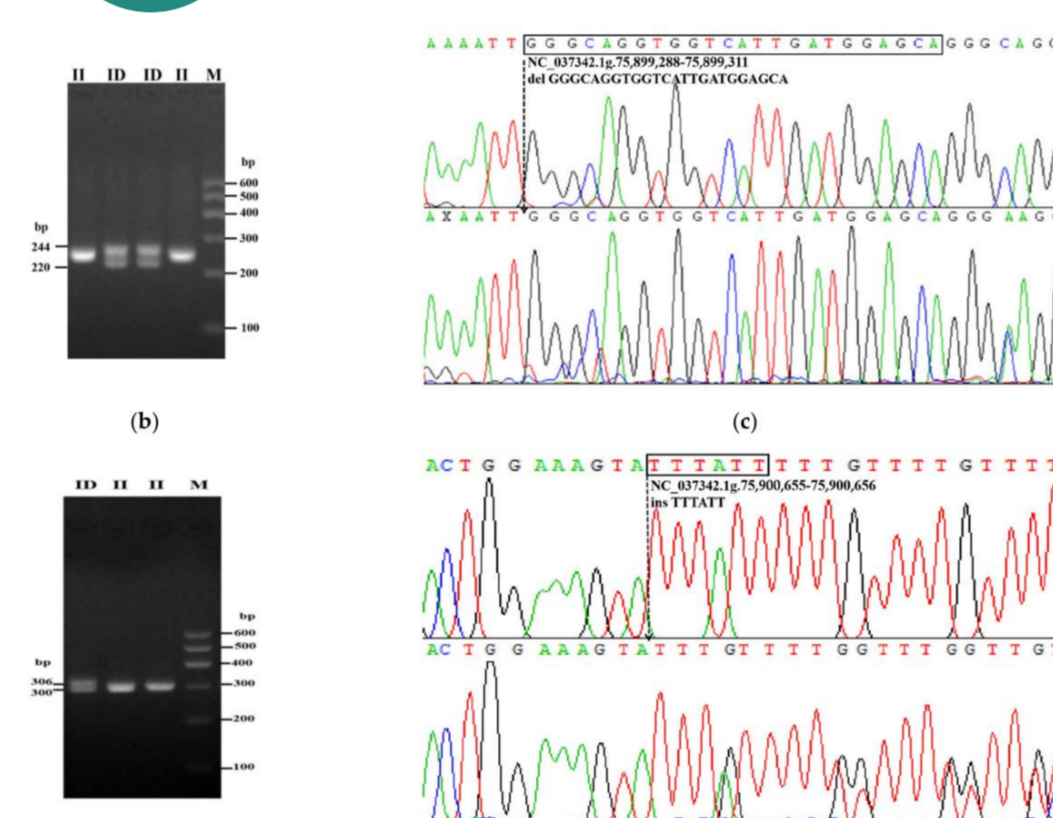 II ID ID II M
bp
600
500
400
300
200
100
bp
244
220
(b)
A A A A T T G G G C A G G T G G T C A T T G A T G G A G C A G G G C A G
NC_037342.1g.75,899,288-75,899,311
del GGGCAGGTGGTCATTGATGGAGCA
A X A A T T G G G C A G G T G G T C A T T G A T G G A G C A G G G A A G
(c)
ID II II M
bp
600
500
400
300
200
100
bp
306
300
A C T G G A A A G T A T T T A T T T T T G T T T T G T T T T
NC_037342.1g.75,900,655-75,900,656
ins TTTATT
A C T G G A A A G T A T T T G T T T T G G T T T G G T T G